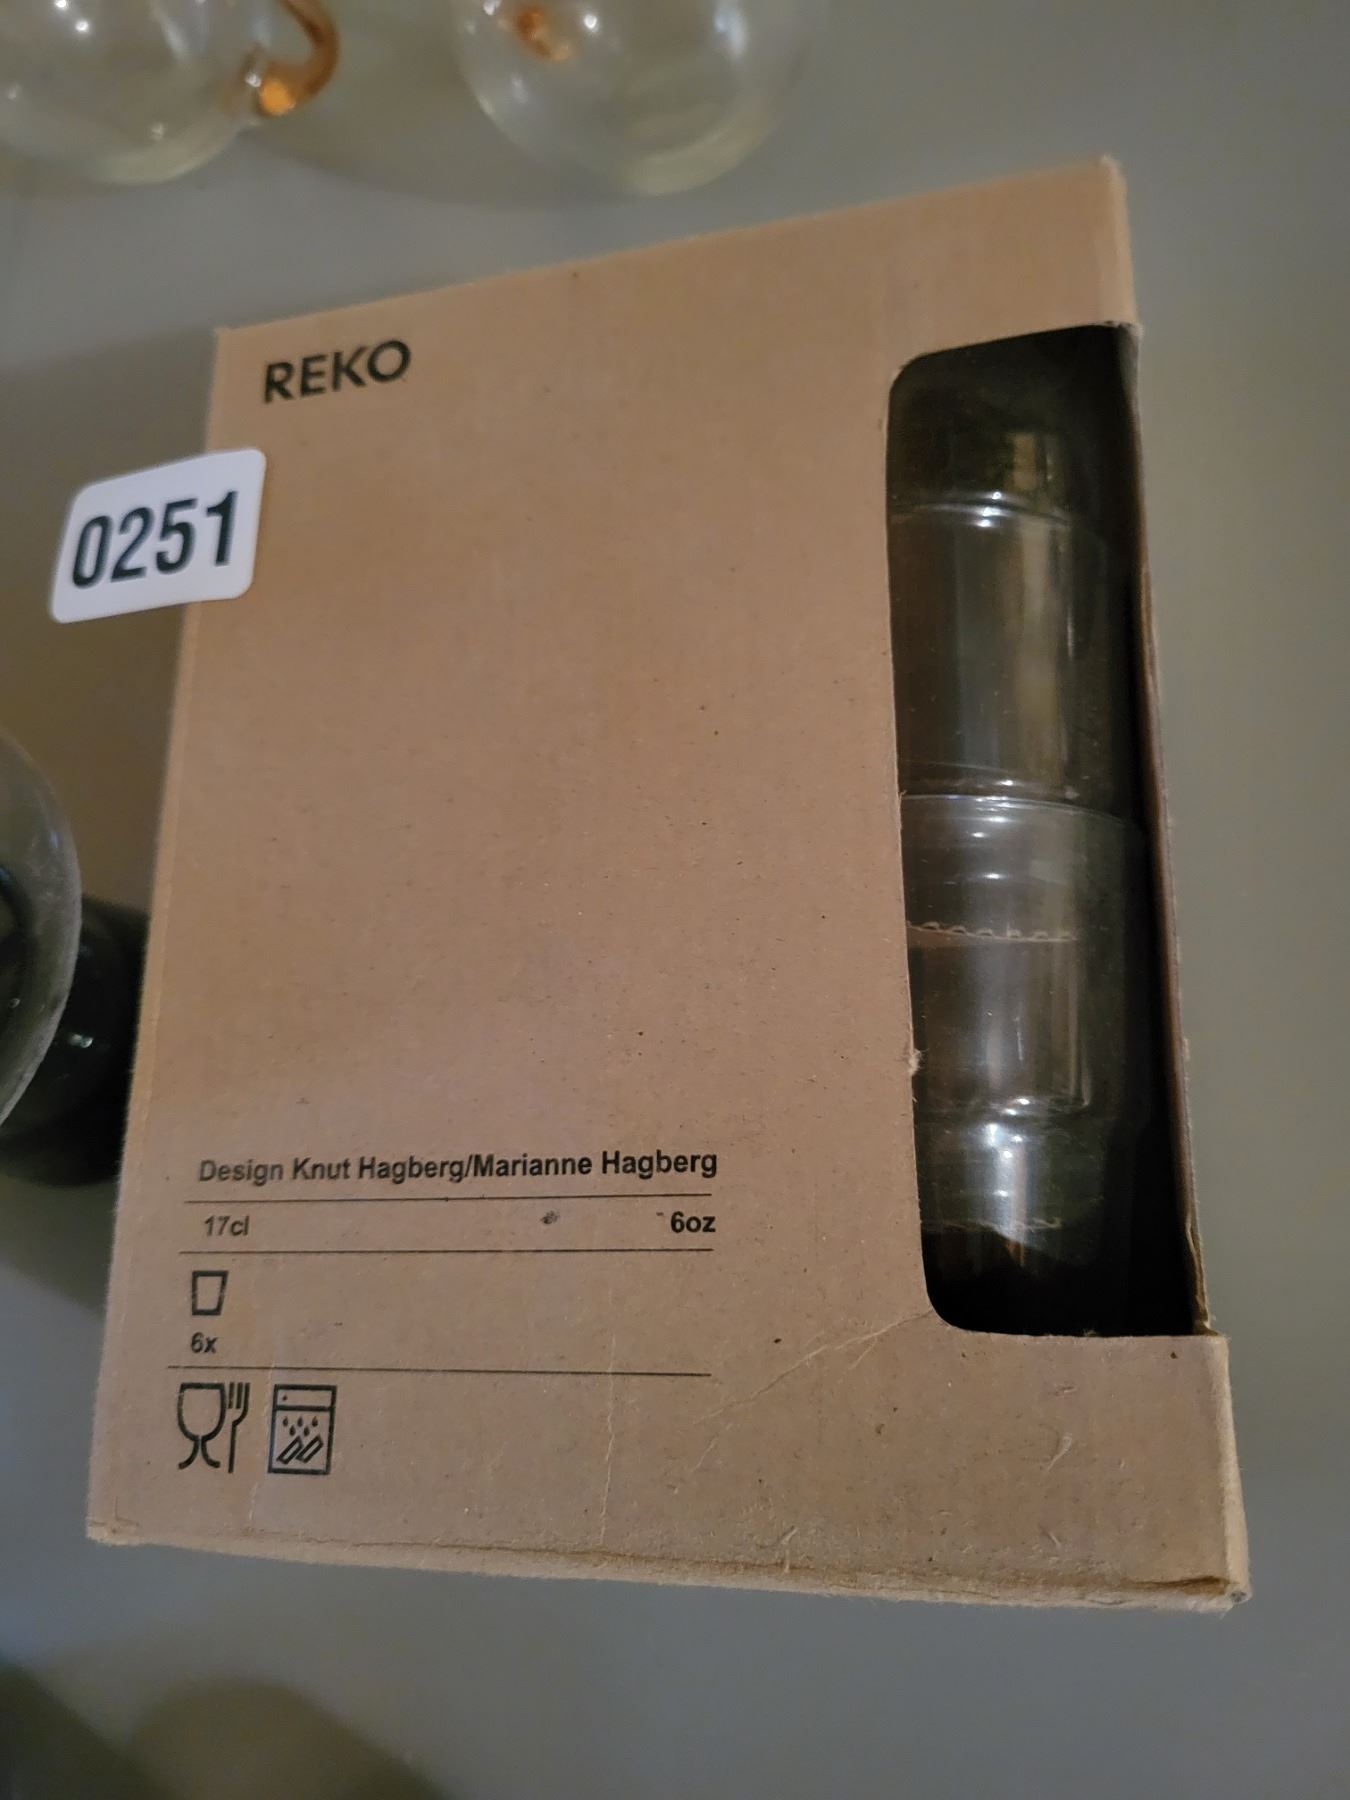 REKO
0251
Design Knut Hagberg/Marianne Hagberg
17cl 6oz
6x